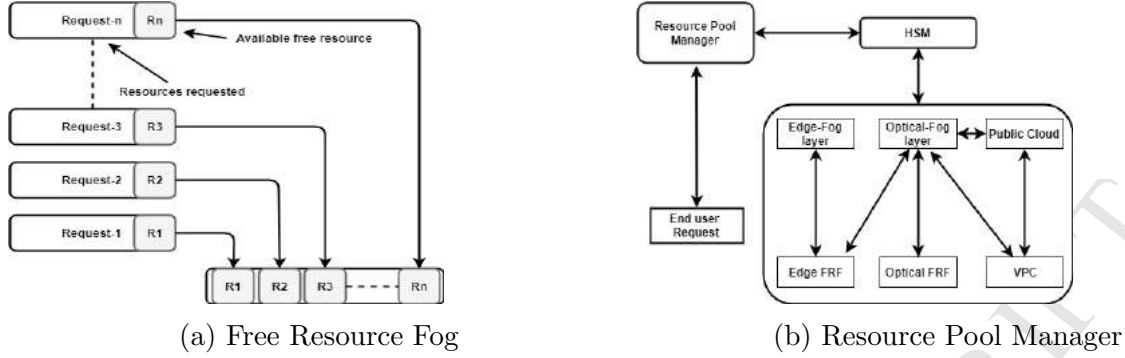 Request-n Rn
Available free resource
Resources requested
Request-3 R3
Request-2 R2
Request-1 R1
R1 R2 R3 Rn
(a) Free Resource Fog
Resource Pool
Manager
HSM
Edge-Fog
layer
Optical-Fog
layer
Public Cloud
End user
Request
Edge FRF
Optical FRF
VPC
(b) Resource Pool Manager